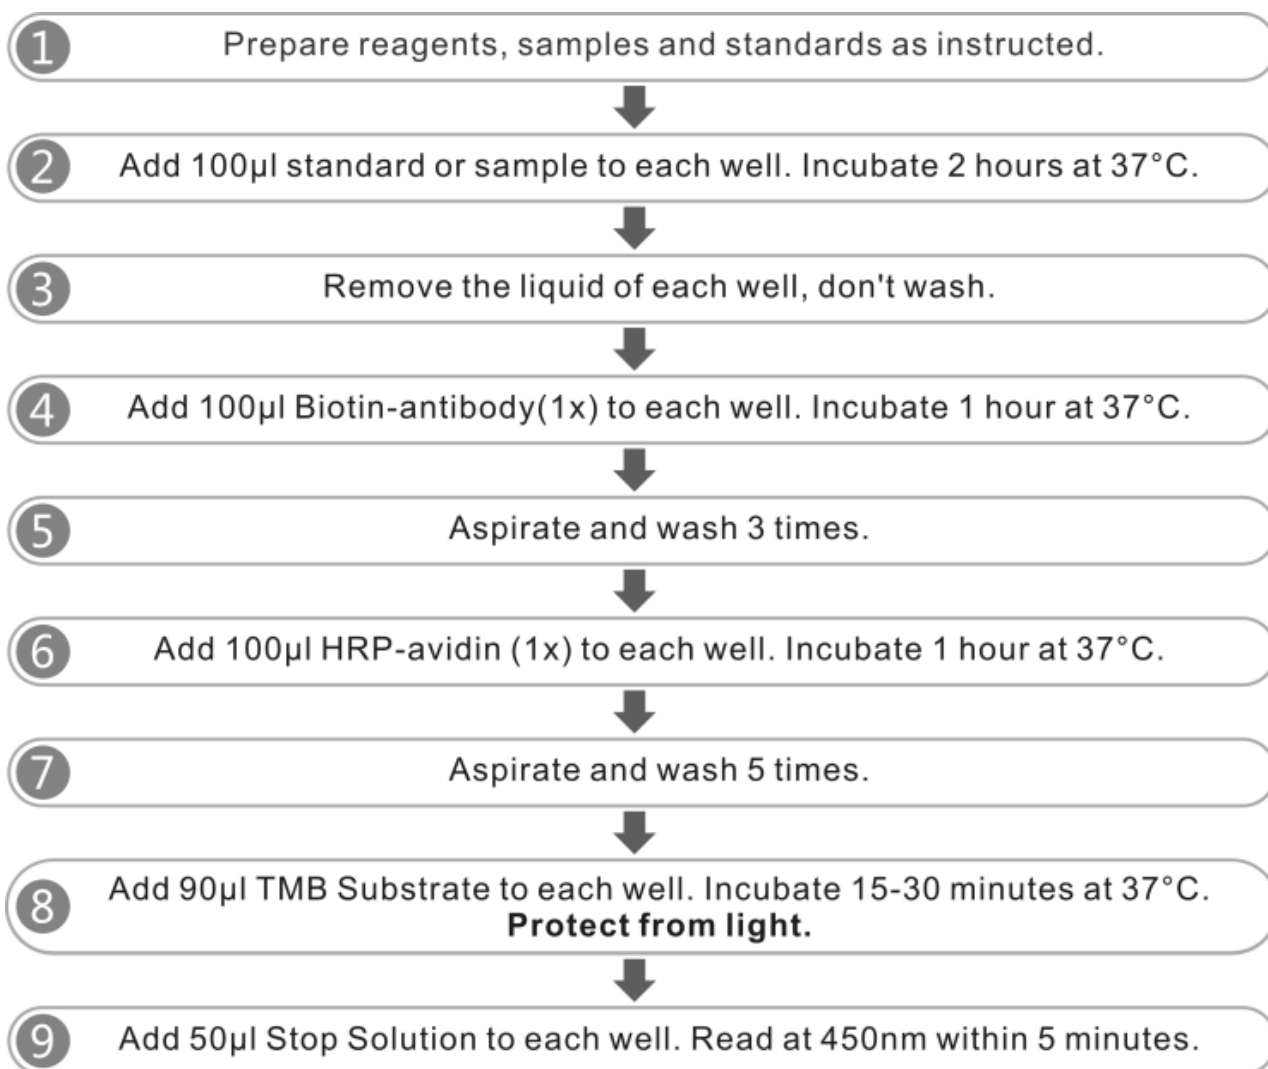 1 Prepare reagents, samples and standards as instructed.
2 Add 100µl standard or sample to each well. Incubate 2 hours at 37°C.
3 Remove the liquid of each well, don't wash.
4 Add 100µl Biotin-antibody(1x) to each well. Incubate 1 hour at 37°C.
5 Aspirate and wash 3 times.
6 Add 100µl HRP-avidin (1x) to each well. Incubate 1 hour at 37°C.
7 Aspirate and wash 5 times.
8 Add 90µl TMB Substrate to each well. Incubate 15-30 minutes at 37°C.
Protect from light.
9 Add 50µl Stop Solution to each well. Read at 450nm within 5 minutes.